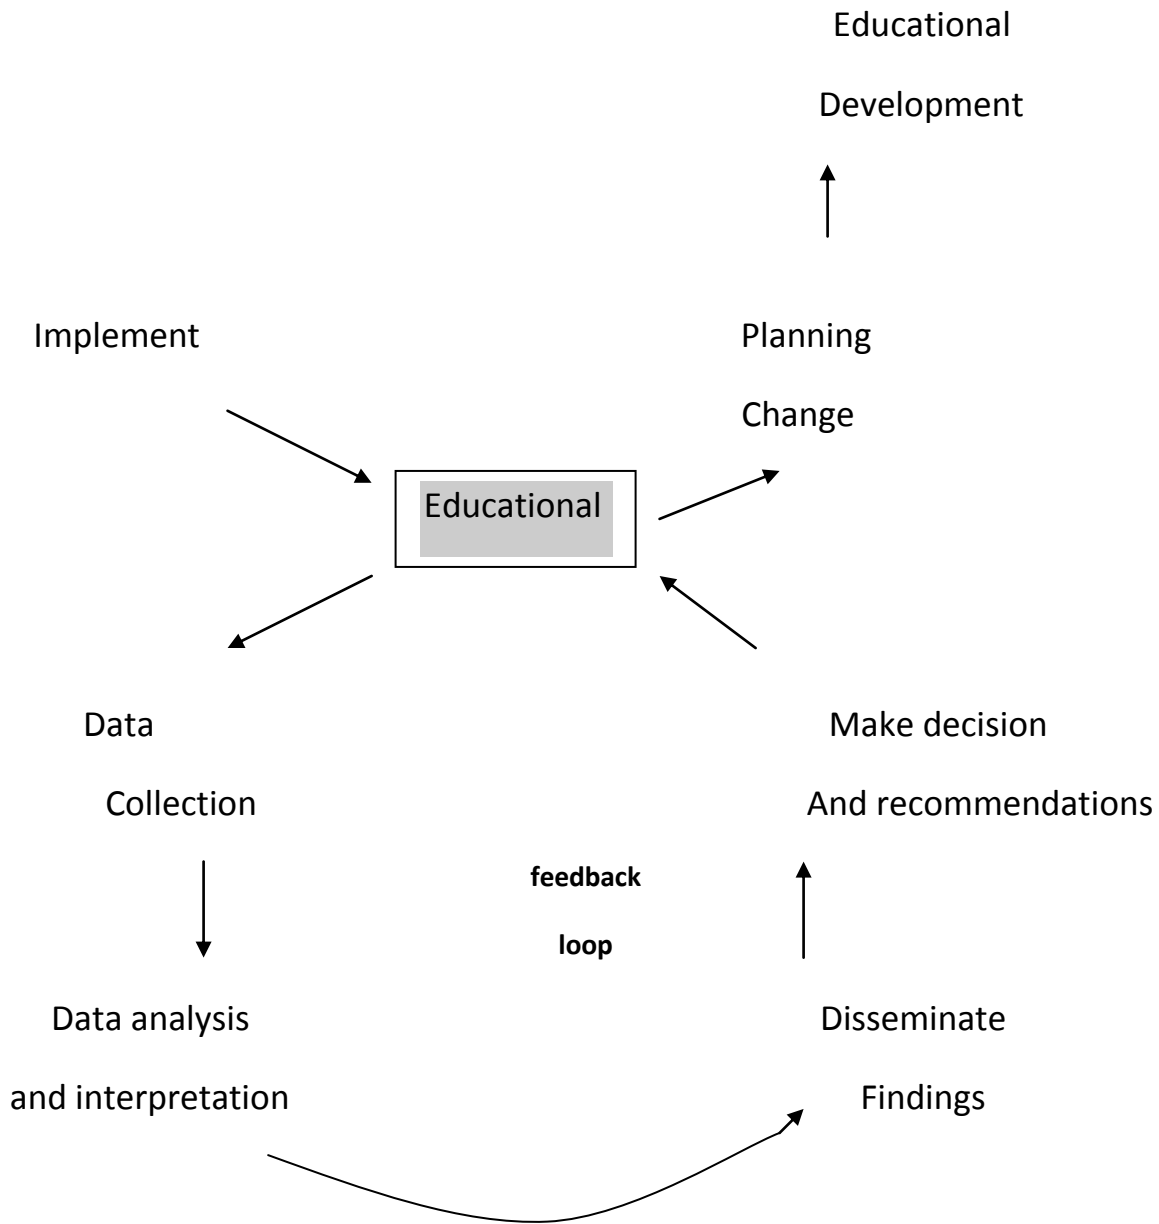 Educational
Development
Implement
Planning
Change
Educational
Data
Collection
Make decision
And recommendations
feedback
loop
Data analysis
and interpretation
Disseminate
Findings